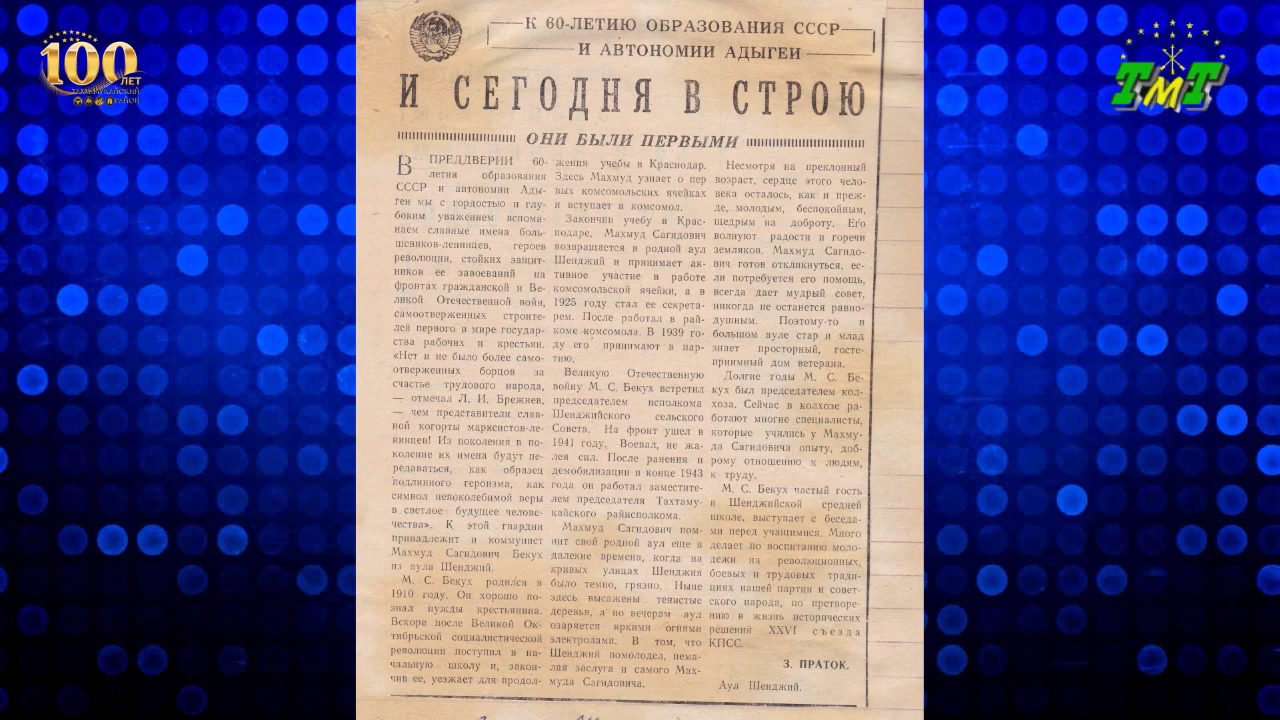 100 ЛЕТ
ТАХТАМУКАЙСКИЙ
РАЙОН
ТМТ
К 60-ЛЕТИЮ ОБРАЗОВАНИЯ СССР
И АВТОНОМИИ АДЫГЕИ
И СЕГОДНЯ В СТРОЮ
ОНИ БЫЛИ ПЕРВЫМИ
В ПРЕДДВЕРИИ 60-
летия образования
СССР и автономии Ады-
геи мы с гордостью и глу-
боким уважением вспоми-
наем славные имена боль-
шевиков-ленинцев, героев
революции, стойких защит-
ников ее завоеваний на
фронтах гражданской и Ве-
ликой Отечественной войн,
самоотверженных строите-
лей первого в мире государ-
ства рабочих и крестьян.
«Нет и не было более само-
отверженных борцов за
счастье трудового народа,
— отмечал Л. И. Брежнев,
— чем представители слав-
ной когорты марксистов-ле-
нинцев! Из поколения в по-
коление их имена будут пе-
редаваться, как образец
подлинного героизма, как
символ непоколебимой веры
в светлое будущее челове-
чества». К этой гвардии
принадлежит и коммунист
Махмуд Сагидович Бекух
из аула Шенджий.
М. С. Бекух родился в
1910 году. Он хорошо по-
знал нужды крестьянина.
Вскоре после Великой Ок-
тябрьской социалистической
революции поступил в на-
чальную школу и, закон-
чив ее, уезжает для продол-
жения учебы в Краснодар.
Здесь Махмуд узнает о пер
вых комсомольских ячейках
и вступает в комсомол.
Закончив учебу в Крас-
нодаре, Махмуд Сагидович
возвращается в родной аул
Шенджий и принимает ак-
тивное участие в работе
комсомольской ячейки, а в
1925 году стал ее секрета-
рем. После работал в рай-
коме комсомола. В 1939 го-
ду его принимают в пар-
тию.
Великую Отечественную
войну М. С. Бекух встретил
председателем исполкома
Шенджийского сельского
Совета. На фронт ушел в
1941 году. Воевал, не жа-
лея сил. После ранения и
демобилизации в конце 1943
года он работал заместите-
лем председателя Тахтаму-
кайского райисполкома.
Махмуд Сагидович пом-
нит свой родной аул еще в
далекие времена, когда на
кривых улицах Шенджия
было темно, грязно. Ныне
здесь высажены тенистые
деревья, а по вечерам аул
озаряется яркими огнями
электроламп. В том, что
Шенджий помолодел, нема-
лая заслуга и самого Мах-
муда Сагидовича.
Несмотря на преклонный
возраст, сердце этого чело-
века осталось, как и преж-
де, молодым, беспокойным,
щедрым на доброту. Его
волнуют радости и горечи
земляков. Махмуд Сагидо-
вич готов откликнуться, ес-
ли потребуется его помощь,
всегда дает мудрый совет,
никогда не останется равно-
душным. Поэтому-то в
большом ауле стар и млад
знает просторный, госте-
приимный дом ветерана.
Долгие годы М. С. Бе-
кух был председателем кол-
хоза. Сейчас в колхозе ра-
ботают многие специалисты,
которые учились у Махму-
да Сагидовича опыту, доб-
рому отношению к людям,
к труду.
М. С. Бекух частый гость
в Шенджийской средней
школе, выступает с беседа-
ми перед учащимися. Много
делает по воспитанию моло-
дежи на революционных,
боевых и трудовых тради-
циях нашей партии и совет-
ского народа, по претворе-
нию в жизнь исторических
решений XXVI съезда
КПСС.
З. ПРАТОК.
Аул Шенджий.